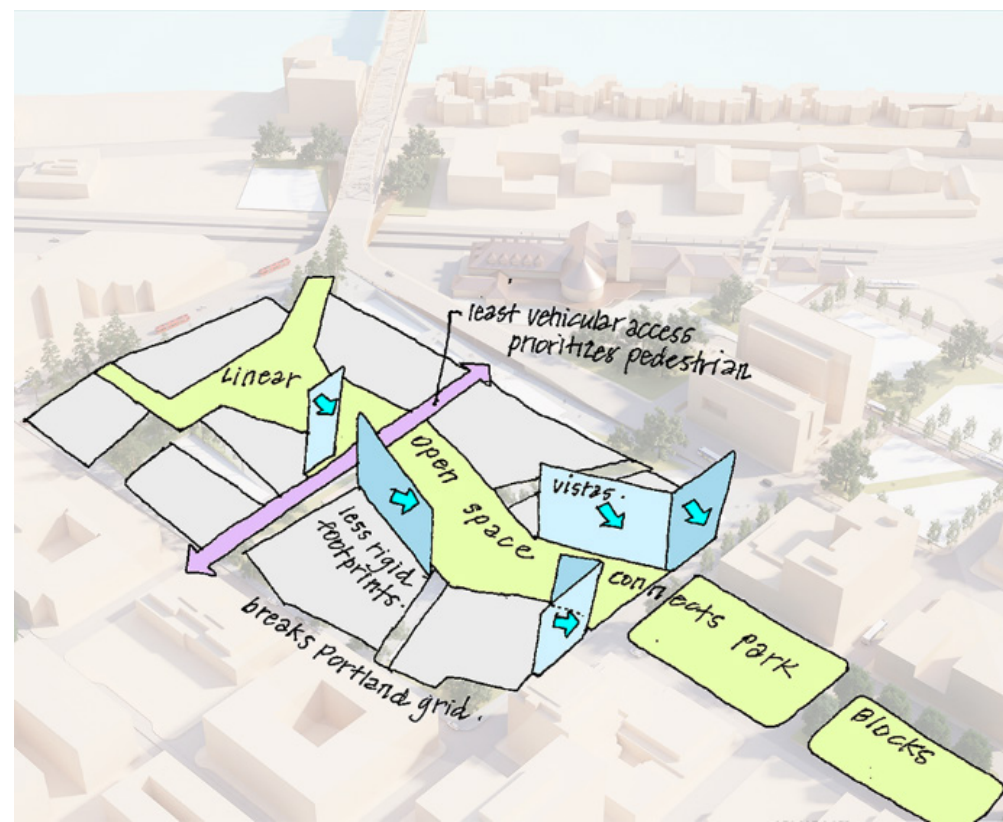 least vehicular access
prioritizes pedestrian
Linear
open
space
vistas.
less rigid
footprints.
connects park
Blocks
breaks portland grid.